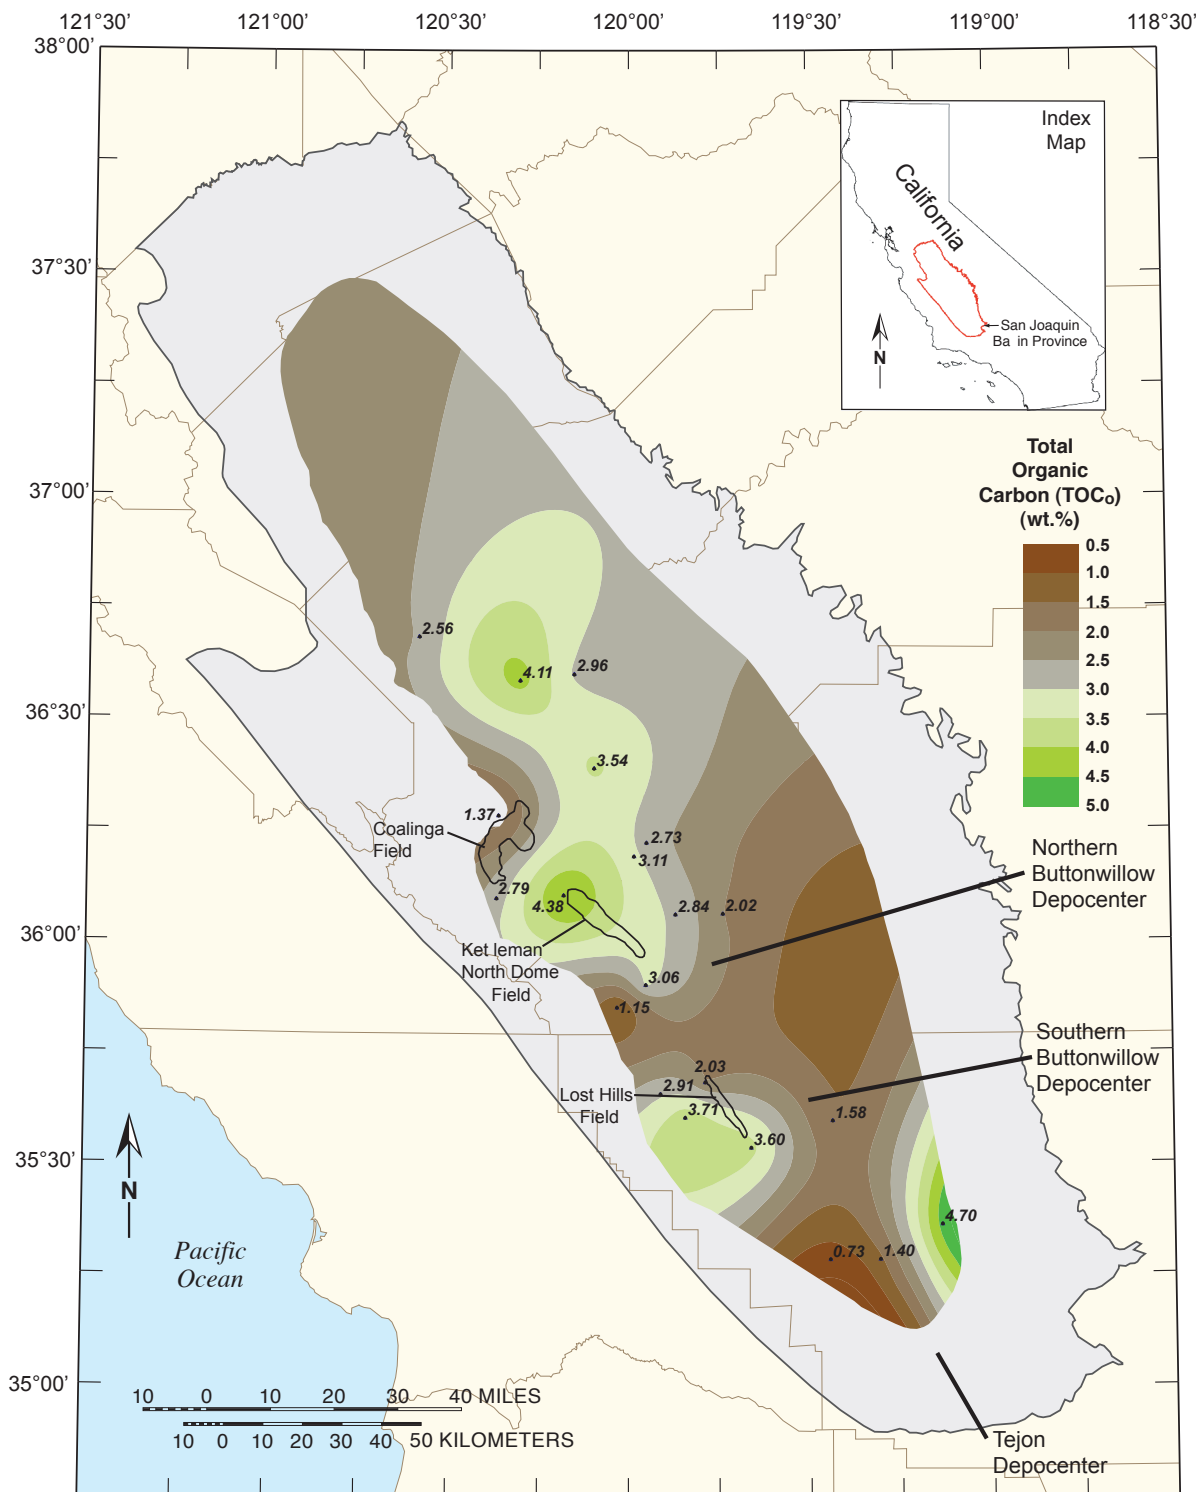 121°30’
121°00’
120°30’
120°00’
119°30’
119°00’
118°30’
38°00’
37°30’
37°00’
36°30’
36°00’
35°30’
35°00’
Index
Map
California
San Joaquin
Ba in Province
N
Total
Organic
Carbon (TOCo)
(wt.%)
0.5
1.0
1.5
2.0
2.5
3.0
3.5
4.0
4.5
5.0
2.56
4.11
2.96
3.54
1.37
Coalinga
Field
2.73
3.11
2.79
4.38
2.84
2.02
Northern
Buttonwillow
Depocenter
Ket leman
North Dome
Field
3.06
1.15
Southern
Buttonwillow
Depocenter
2.03
2.91
Lost Hills
Field
3.71
1.58
3.60
4.70
0.73
1.40
N
Pacific
Ocean
10 0 10 20 30 40 MILES
10 0 10 20 30 40 50 KILOMETERS
Tejon
Depocenter